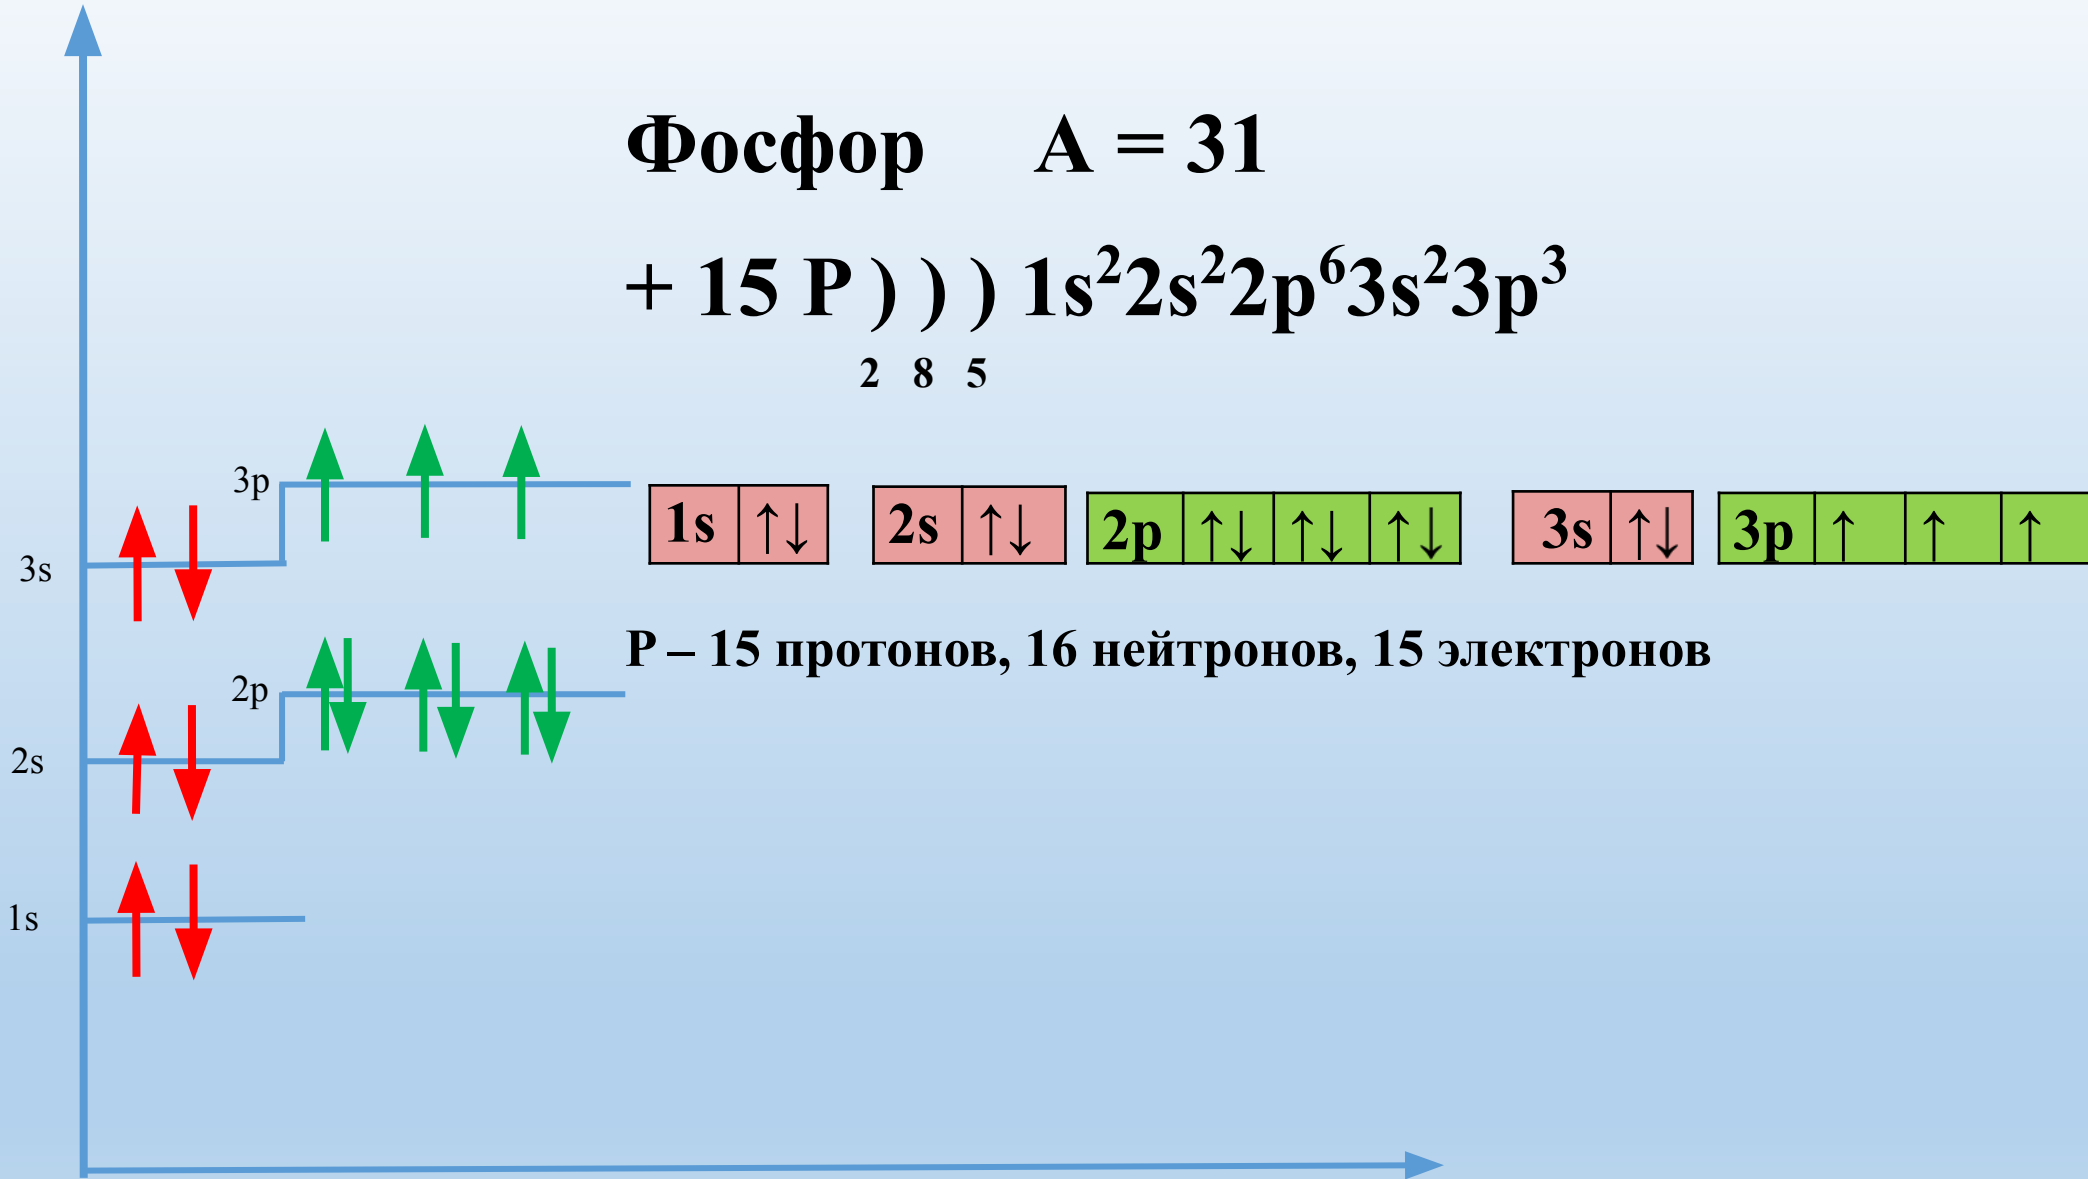 Фосфор A = 31
+ 15 P ) ) ) 1s²2s²2p⁶3s²3p³
2 8 5
3p
3s
1s ↑↓ 2s ↑↓ 2p ↑↓ ↑↓ ↑↓ 3s ↑↓ 3p ↑ ↑ ↑
P – 15 протонов, 16 нейтронов, 15 электронов
2p
2s
1s